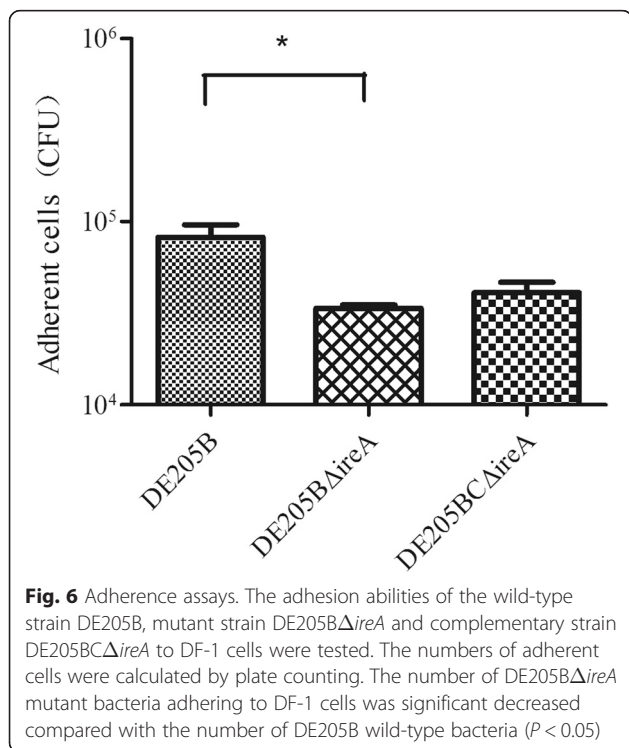 10⁶
*
10⁵
10⁴
Adherent cells (CFU)
DE205B
DE205BΔireA
DE205BCΔireA
Fig. 6 Adherence assays. The adhesion abilities of the wild-type
strain DE205B, mutant strain DE205BΔireA and complementary strain
DE205BCΔireA to DF-1 cells were tested. The numbers of adherent
cells were calculated by plate counting. The number of DE205BΔireA
mutant bacteria adhering to DF-1 cells was significant decreased
compared with the number of DE205B wild-type bacteria (P < 0.05)